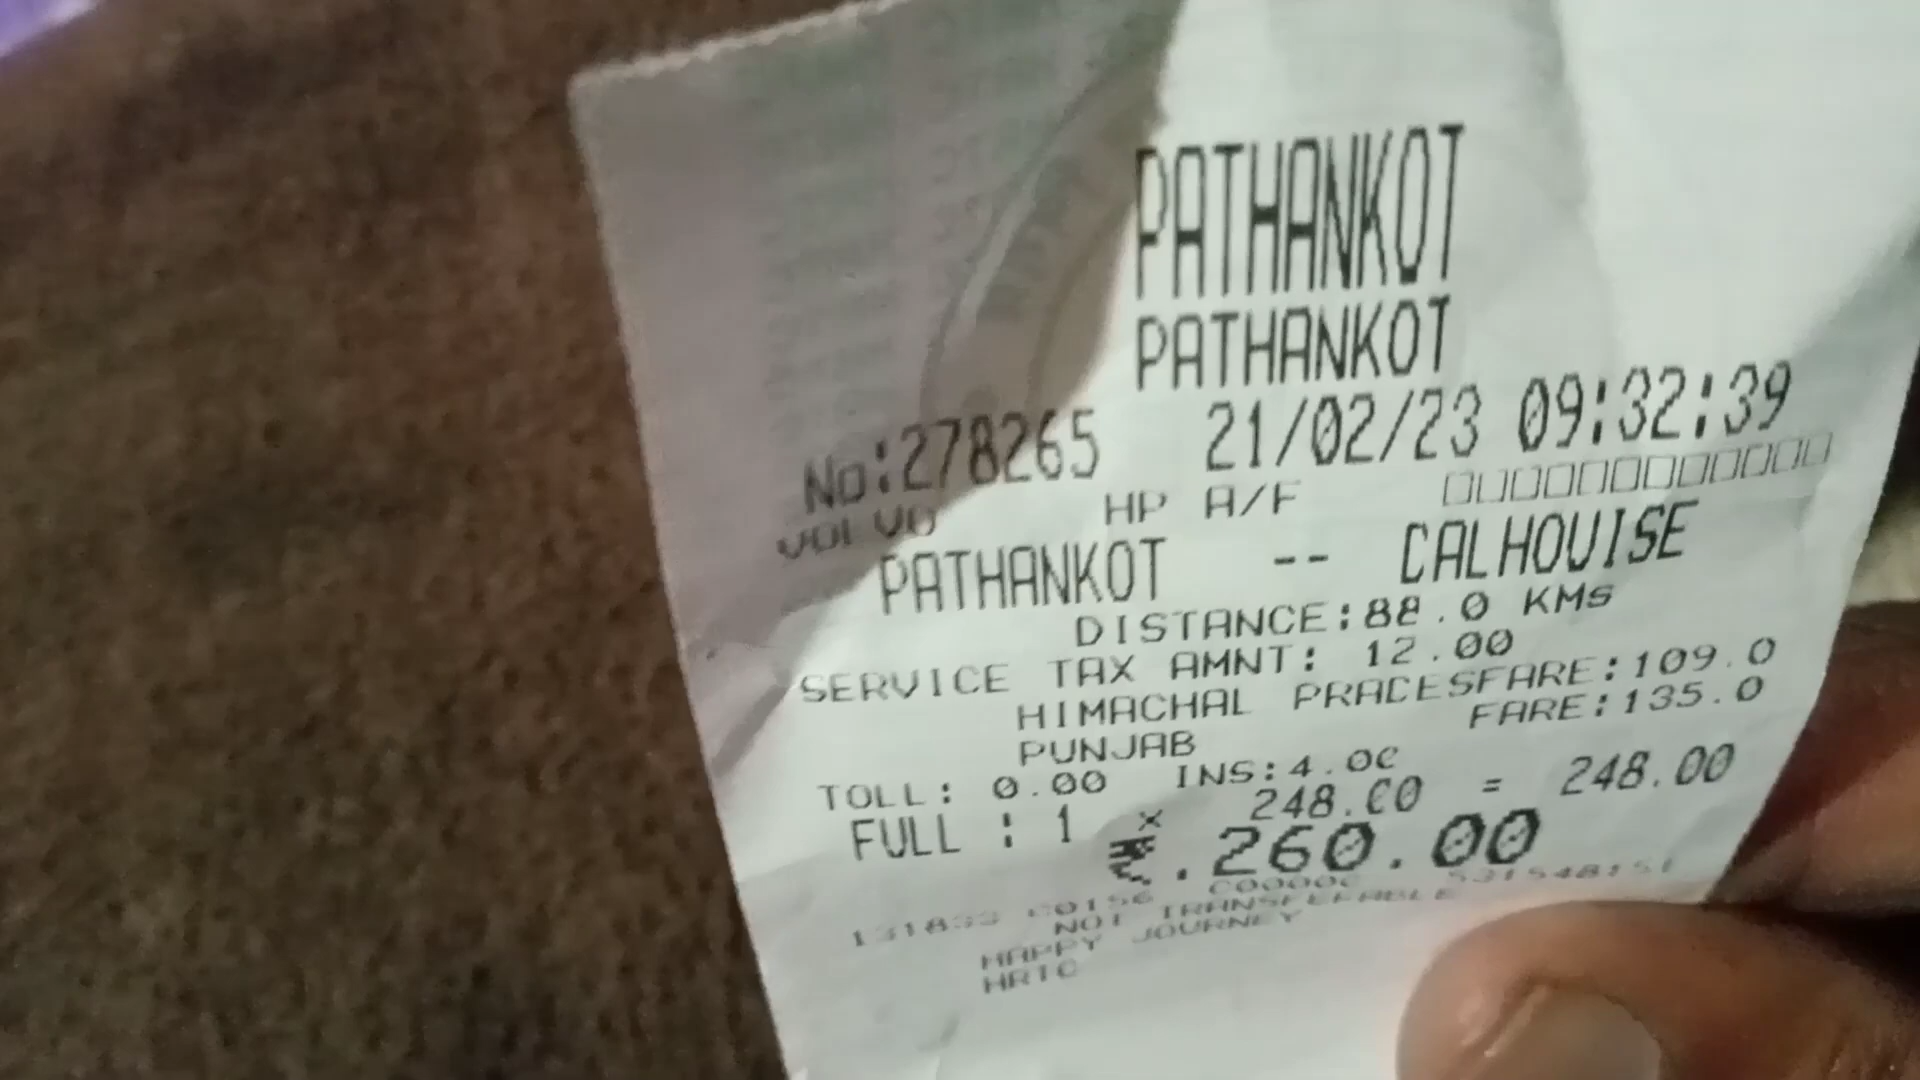 PATHANKOT
PATHANKOT
No:278265 21/02/23 09:32:39
VOLVO HP A/F
PATHANKOT -- CALHOUISE
DISTANCE:88.0 KMs
SERVICE TAX AMNT: 12.00
HIMACHAL PRADESFARE:109.0
PUNJAB FARE:135.0
TOLL: 0.00 INS:4.00
FULL : 1 x 248.00 = 248.00
₹.260.00
NOT TRANSFERABLE
HAPPY JOURNEY
HRTC